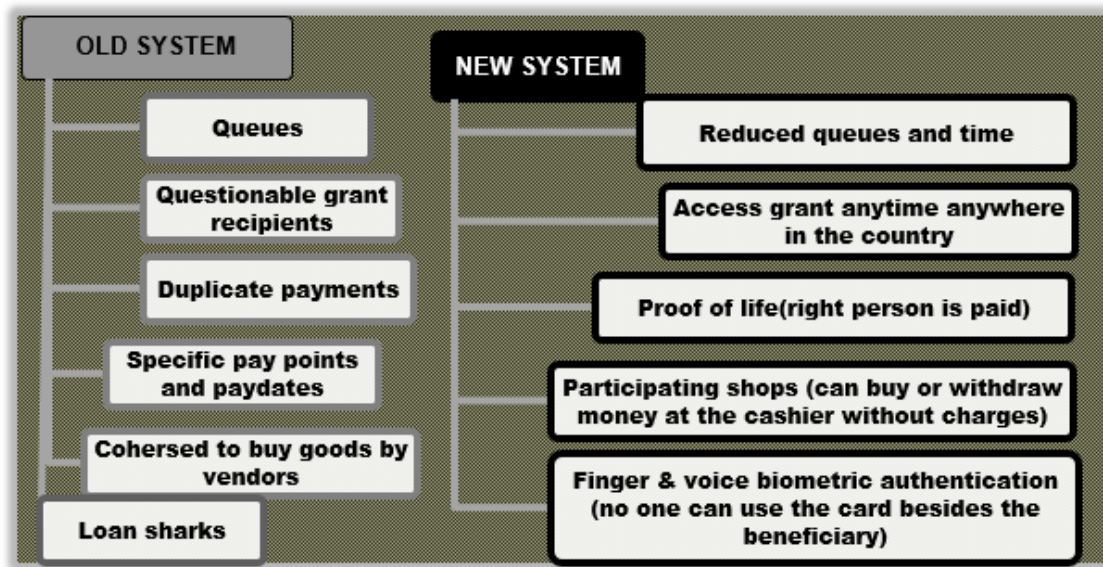 OLD SYSTEM
Queues
Questionable grant
recipients
Duplicate payments
Specific pay points
and paydates
Cohersed to buy goods by
vendors
Loan sharks
NEW SYSTEM
Reduced queues and time
Access grant anytime anywhere
in the country
Proof of life(right person is paid)
Participating shops (can buy or withdraw
money at the cashier without charges)
Finger & voice biometric authentication
(no one can use the card besides the
beneficiary)